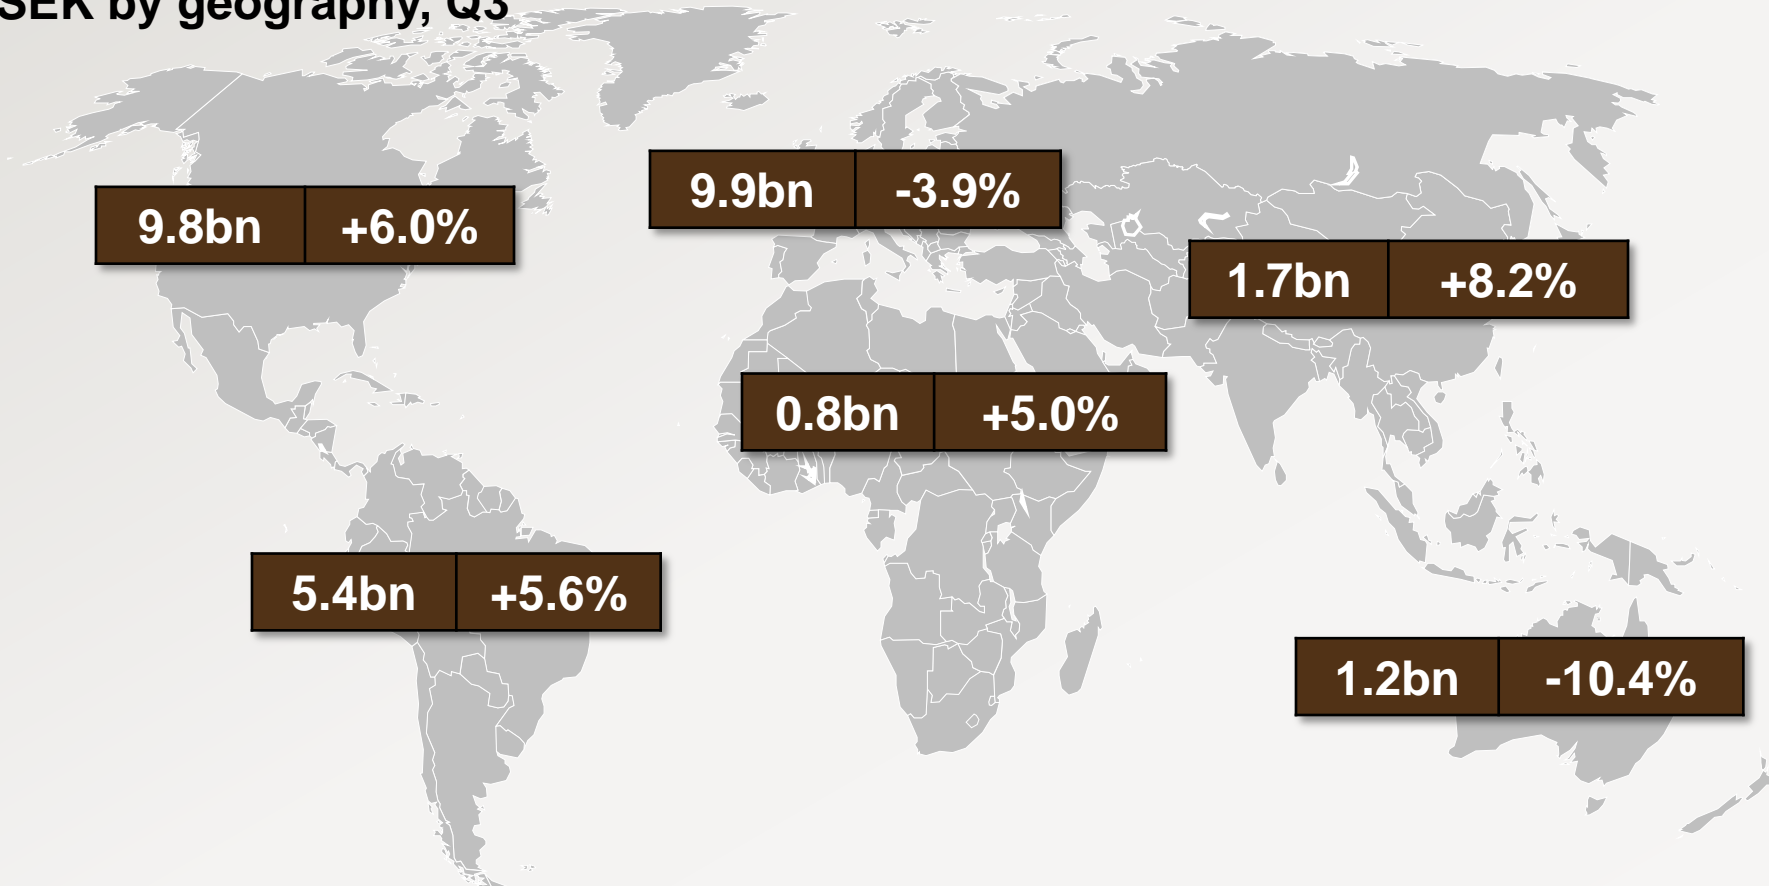 SEK by geography, Q3
9.9bn -3.9%
9.8bn +6.0%
1.7bn +8.2%
0.8bn +5.0%
5.4bn +5.6%
1.2bn -10.4%